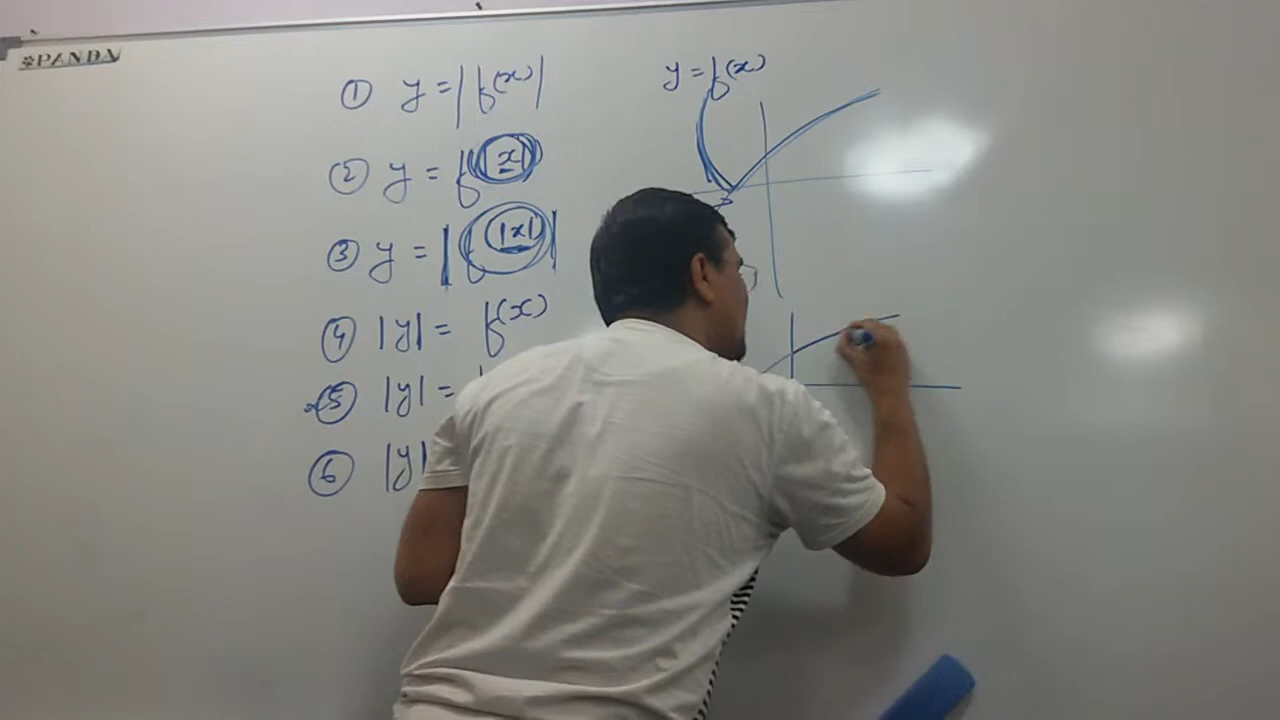 PANDA
① y = |f(x)|
② y = f(|x|)
③ y = |f(|x|)|
④ |y| = f(x)
⑤ |y| =
⑥ |y|
y = f(x)